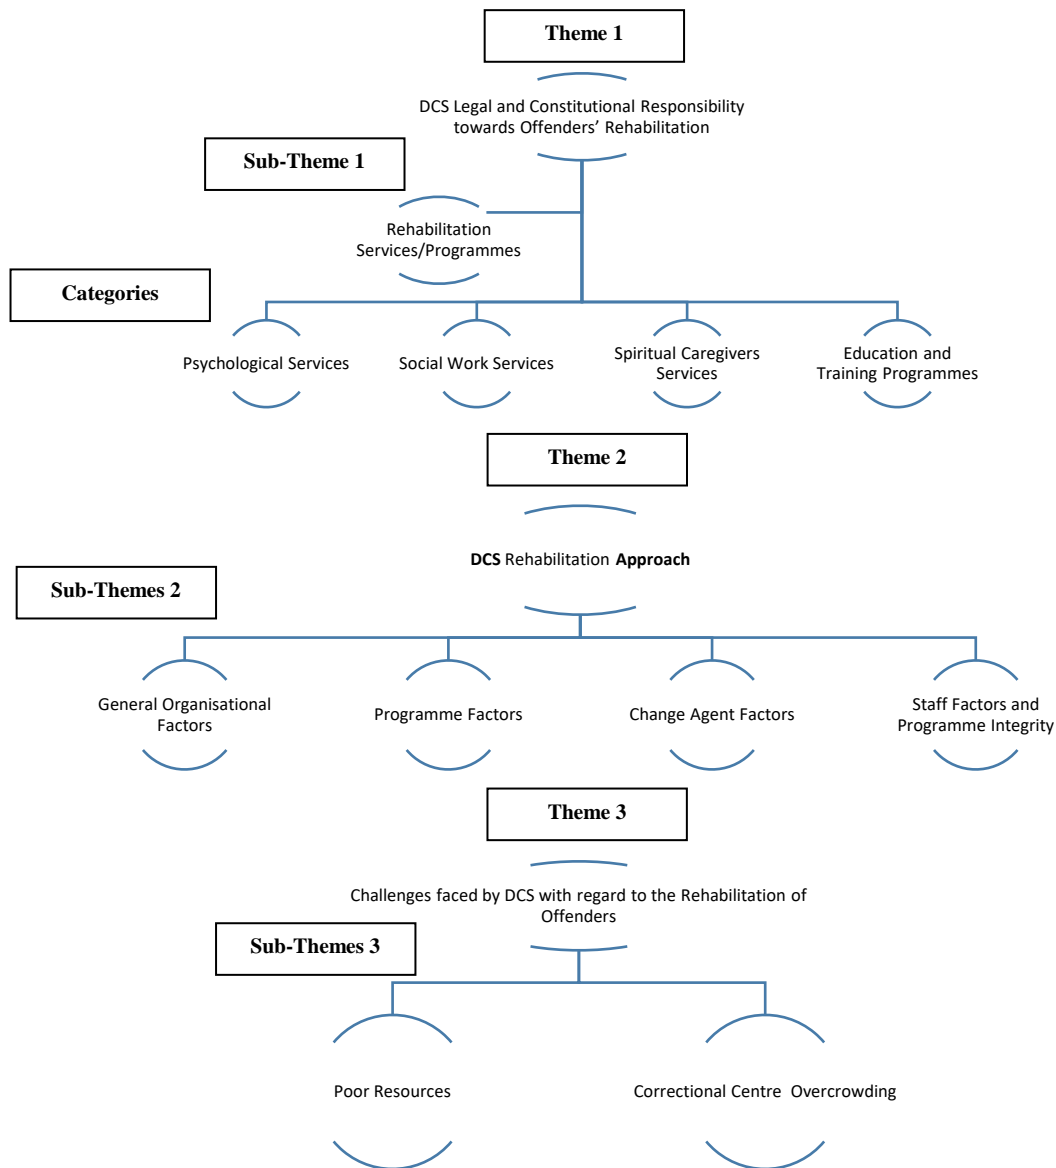 Theme 1
DCS Legal and Constitutional Responsibility
towards Offenders’ Rehabilitation
Sub-Theme 1
Rehabilitation
Services/Programmes
Categories
Psychological Services
Social Work Services
Spiritual Caregivers
Services
Education and
Training Programmes
Theme 2
DCS Rehabilitation Approach
Sub-Themes 2
General Organisational
Factors
Programme Factors
Change Agent Factors
Staff Factors and
Programme Integrity
Theme 3
Challenges faced by DCS with regard to the Rehabilitation of
Offenders
Sub-Themes 3
Poor Resources
Correctional Centre Overcrowding